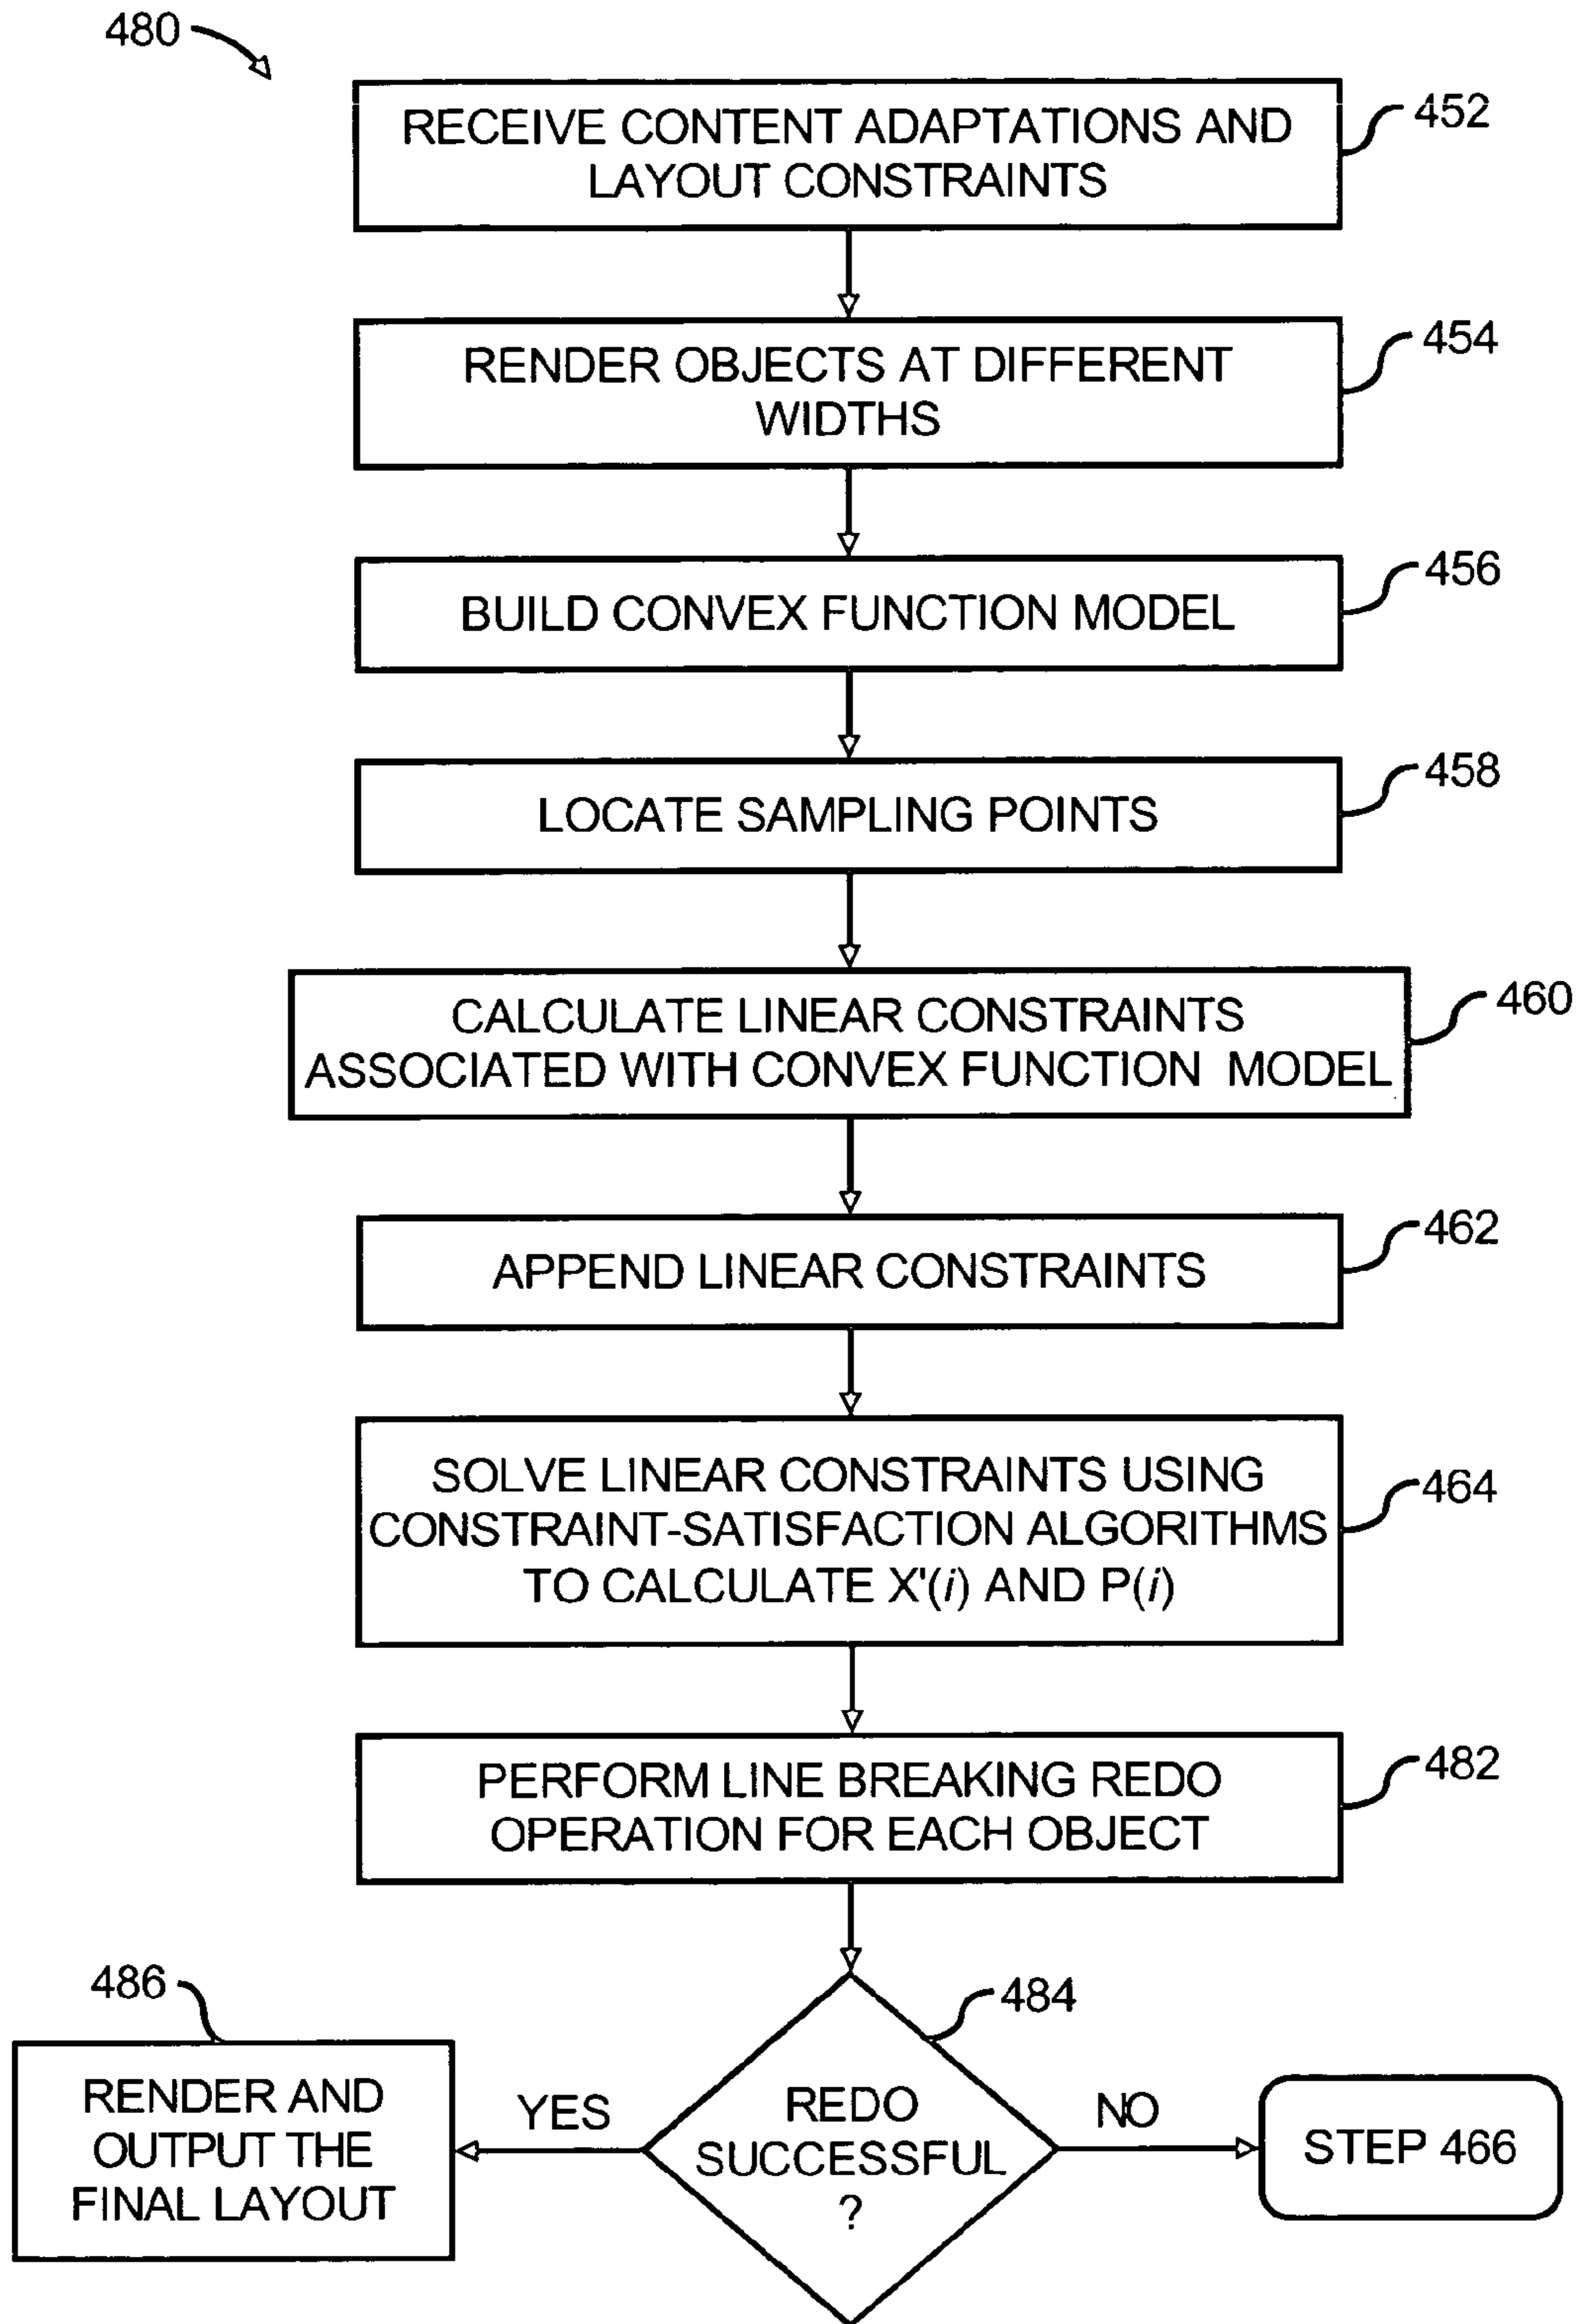 480
RECEIVE CONTENT ADAPTATIONS AND
LAYOUT CONSTRAINTS
452
RENDER OBJECTS AT DIFFERENT
WIDTHS
454
BUILD CONVEX FUNCTION MODEL
456
LOCATE SAMPLING POINTS
458
CALCULATE LINEAR CONSTRAINTS
ASSOCIATED WITH CONVEX FUNCTION MODEL
460
APPEND LINEAR CONSTRAINTS
462
SOLVE LINEAR CONSTRAINTS USING
CONSTRAINT-SATISFACTION ALGORITHMS
TO CALCULATE X'(i) AND P(i)
464
PERFORM LINE BREAKING REDO
OPERATION FOR EACH OBJECT
482
486
RENDER AND
OUTPUT THE
FINAL LAYOUT
YES
484
REDO
SUCCESSFUL
?
NO
STEP 466